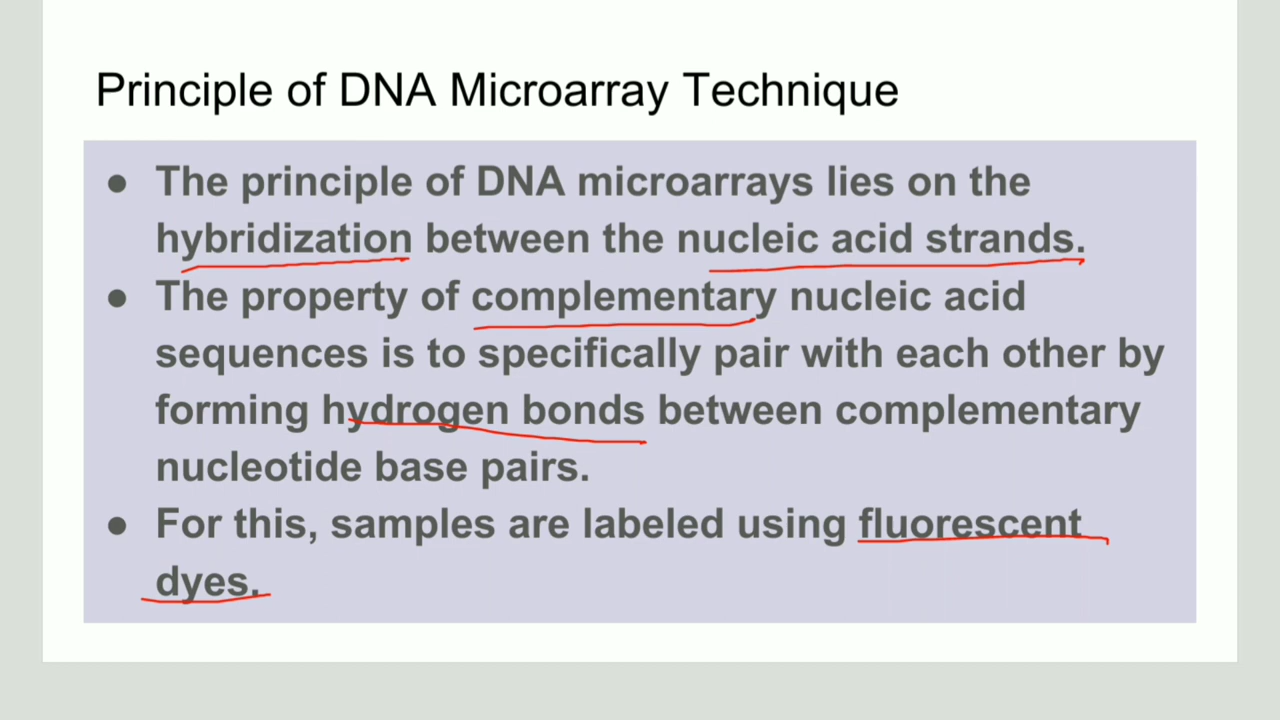 Principle of DNA Microarray Technique
● The principle of DNA microarrays lies on the
hybridization between the nucleic acid strands.
● The property of complementary nucleic acid
sequences is to specifically pair with each other by
forming hydrogen bonds between complementary
nucleotide base pairs.
● For this, samples are labeled using fluorescent
dyes.